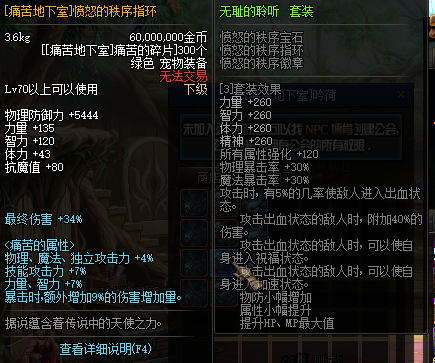 [痛苦地下室]愤怒的秩序指环
3.6kg 60,000,000金币
[[痛苦地下室]痛苦的碎片]300个
绿色 宠物装备
无法交易
Lv70以上可以使用 下级
物理防御力 +5444
力量 +135
智力 +120
体力 +43
抗魔值 +80
最终伤害 +34%
<痛苦的属性>
物理、魔法、独立攻击力 +4%
技能攻击力 +7%
力量、智力 +7%
暴击时,额外增加9%的伤害增加量。
据说蕴含着传说中的天使之力。
查看详细说明(F4)
无耻的聆听 套装
愤怒的秩序宝石
愤怒的秩序指环
愤怒的秩序徽章
[3]套装效果
力量 +260
智力 +260
体力 +260
精神 +260
所有属性强化 +120
物理暴击率 +30%
魔法暴击率 +30%
攻击时,有5%的几率使敌人进入出血状
态。
攻击出血状态的敌人时,附加40%的
伤害。
攻击出血状态的敌人时,可以使自
身进入祝福状态。
攻击出血状态的敌人时,可以使自
身进入加速状态。
物防小幅增加
属性小幅提升
提升HP、MP最大值